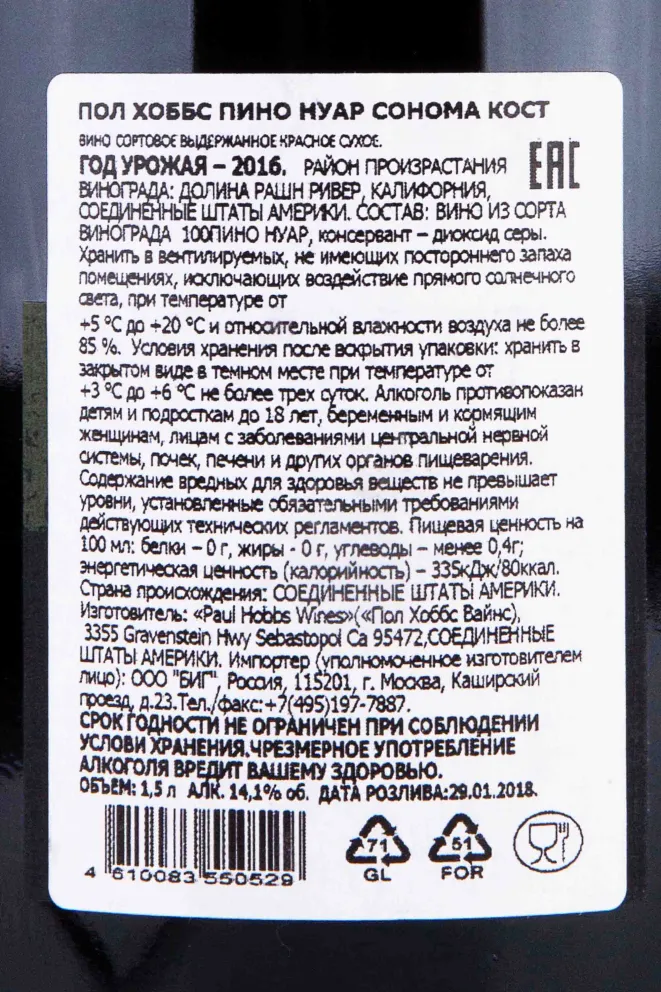 ПОЛ ХОББС ПИНО НУАР СОНОМА КОСТ
ВИНО СОРТОВОЕ ВЫДЕРЖАННОЕ КРАСНОЕ СУХОЕ.
ГОД УРОЖАЯ – 2016. РАЙОН ПРОИЗРАСТАНИЯ
EAC
ВИНОГРАДА: ДОЛИНА РАШН РИВЕР, КАЛИФОРНИЯ,
СОЕДИНЕННЫЕ ШТАТЫ АМЕРИКИ. СОСТАВ: ВИНО ИЗ СОРТА
ВИНОГРАДА 100ПИНО НУАР, консервант – диоксид серы.
Хранить в вентилируемых, не имеющих постороннего запаха
помещениях, исключающих воздействие прямого солнечного
света, при температуре от
+5 °С до +20 °С и относительной влажности воздуха не более
85 %. Условия хранения после вскрытия упаковки: хранить в
закрытом виде в темном месте при температуре от
+3 °С до +6 °С не более трех суток. Алкоголь противопоказан
детям и подросткам до 18 лет, беременным и кормящим
женщинам, лицам с заболеваниями центральной нервной
системы, почек, печени и других органов пищеварения.
Содержание вредных для здоровья веществ не превышает
уровни, установленные обязательными требованиями
действующих технических регламентов. Пищевая ценность на
100 мл: белки – 0 г, жиры - 0 г, углеводы – менее 0,4г;
энергетическая ценность (калорийность) – 335кДж/80ккал.
Страна происхождения: СОЕДИНЕННЫЕ ШТАТЫ АМЕРИКИ.
Изготовитель: «Paul Hobbs Wines»(«Пол Хоббс Вайнс),
3355 Gravenstein Hwy Sebastopol Ca 95472,СОЕДИНЕННЫЕ
ШТАТЫ АМЕРИКИ. Импортер (уполномоченное изготовителем
лицо): ООО "БИГ", Россия, 115201, г. Москва, Каширский
проезд, д.23.Тел./факс:+7(495)197-7887.
СРОК ГОДНОСТИ НЕ ОГРАНИЧЕН ПРИ СОБЛЮДЕНИИ
УСЛОВИ ХРАНЕНИЯ.ЧРЕЗМЕРНОЕ УПОТРЕБЛЕНИЕ
АЛКОГОЛЯ ВРЕДИТ ВАШЕМУ ЗДОРОВЬЮ.
ОБЪЕМ: 1,5 л АЛК. 14,1% об. ДАТА РОЗЛИВА:29.01.2018.
71 51
GL FOR
4 610083 550529